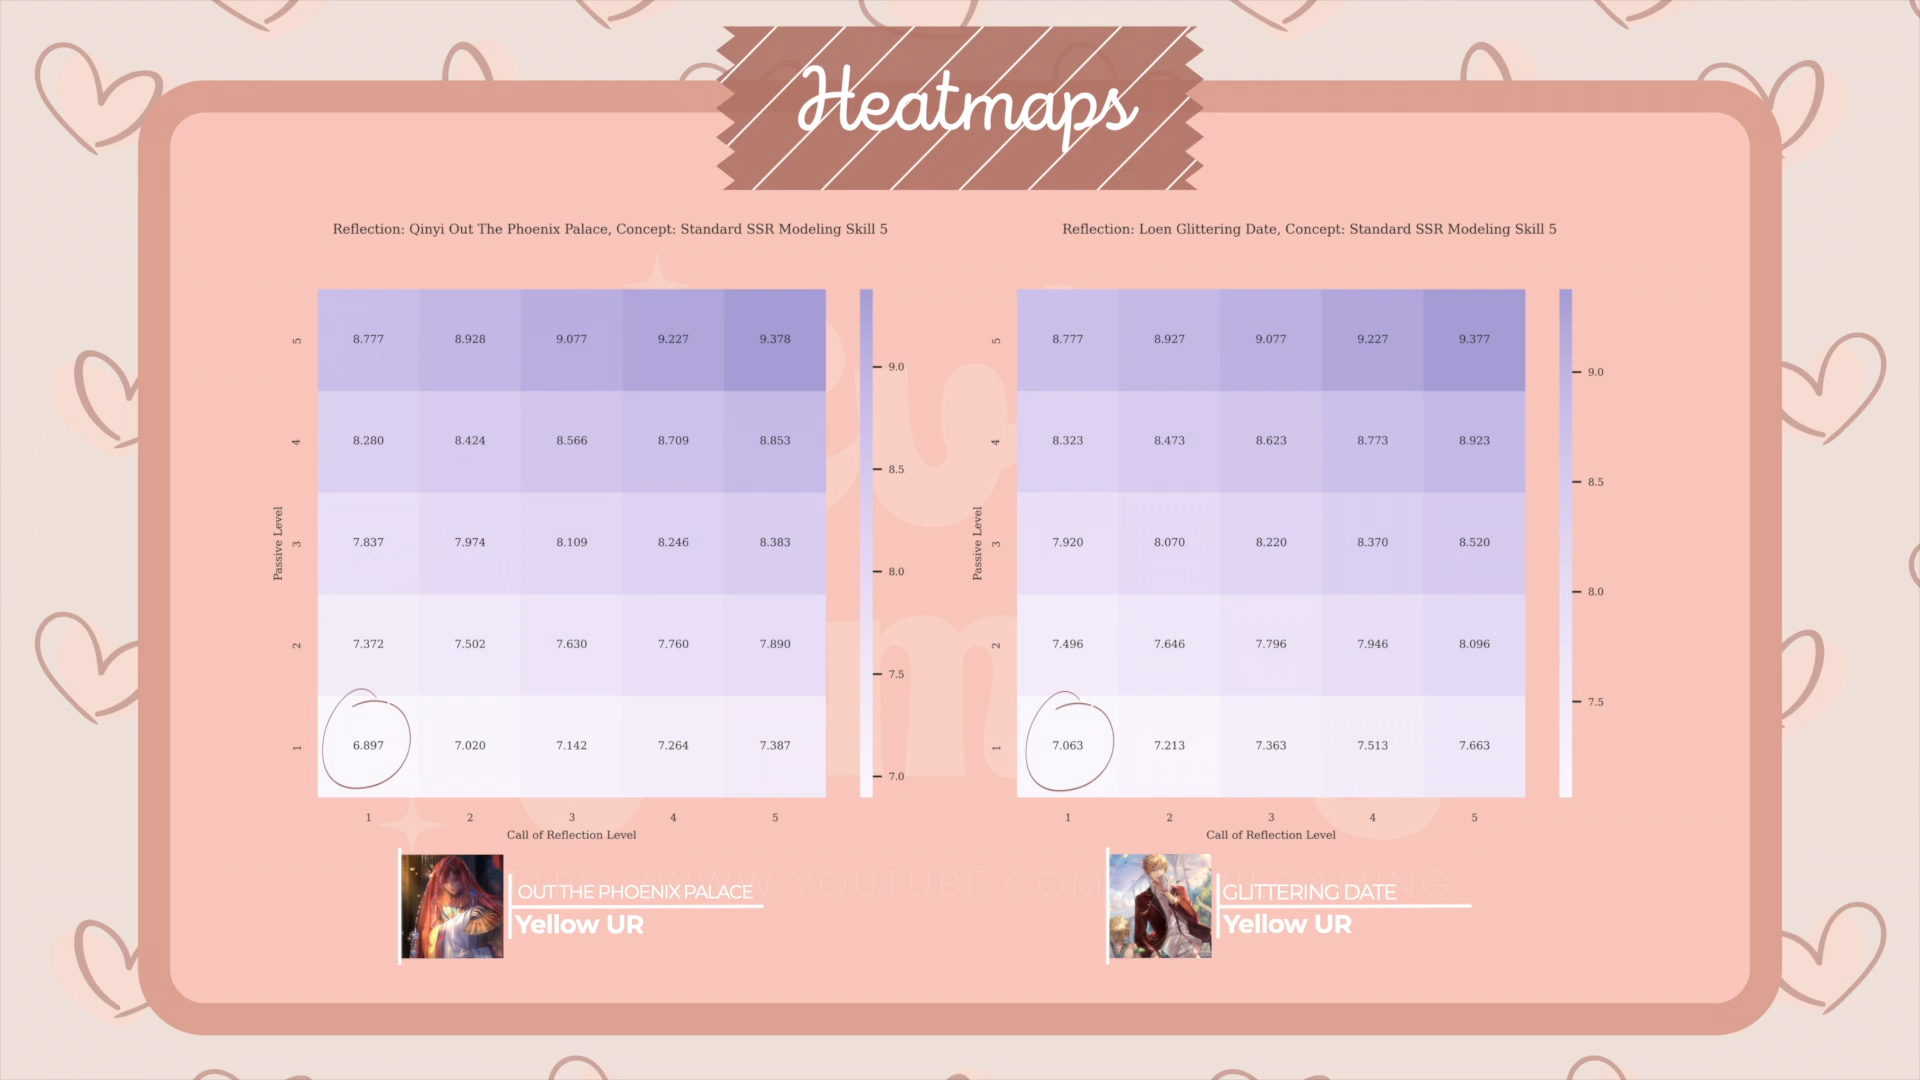 Heatmaps
Reflection: Qinyi Out The Phoenix Palace, Concept: Standard SSR Modeling Skill 5
Passive Level
5 8.777 8.928 9.077 9.227 9.378
4 8.280 8.424 8.566 8.709 8.853
3 7.837 7.974 8.109 8.246 8.383
2 7.372 7.502 7.630 7.760 7.890
1 6.897 7.020 7.142 7.264 7.387
1 2 3 4 5
Call of Reflection Level
9.0
8.5
8.0
7.5
7.0
OUT THE PHOENIX PALACE
Yellow UR
Reflection: Loen Glittering Date, Concept: Standard SSR Modeling Skill 5
Passive Level
5 8.777 8.927 9.077 9.227 9.377
4 8.323 8.473 8.623 8.773 8.923
3 7.920 8.070 8.220 8.370 8.520
2 7.496 7.646 7.796 7.946 8.096
1 7.063 7.213 7.363 7.513 7.663
1 2 3 4 5
Call of Reflection Level
9.0
8.5
8.0
7.5
GLITTERING DATE
Yellow UR